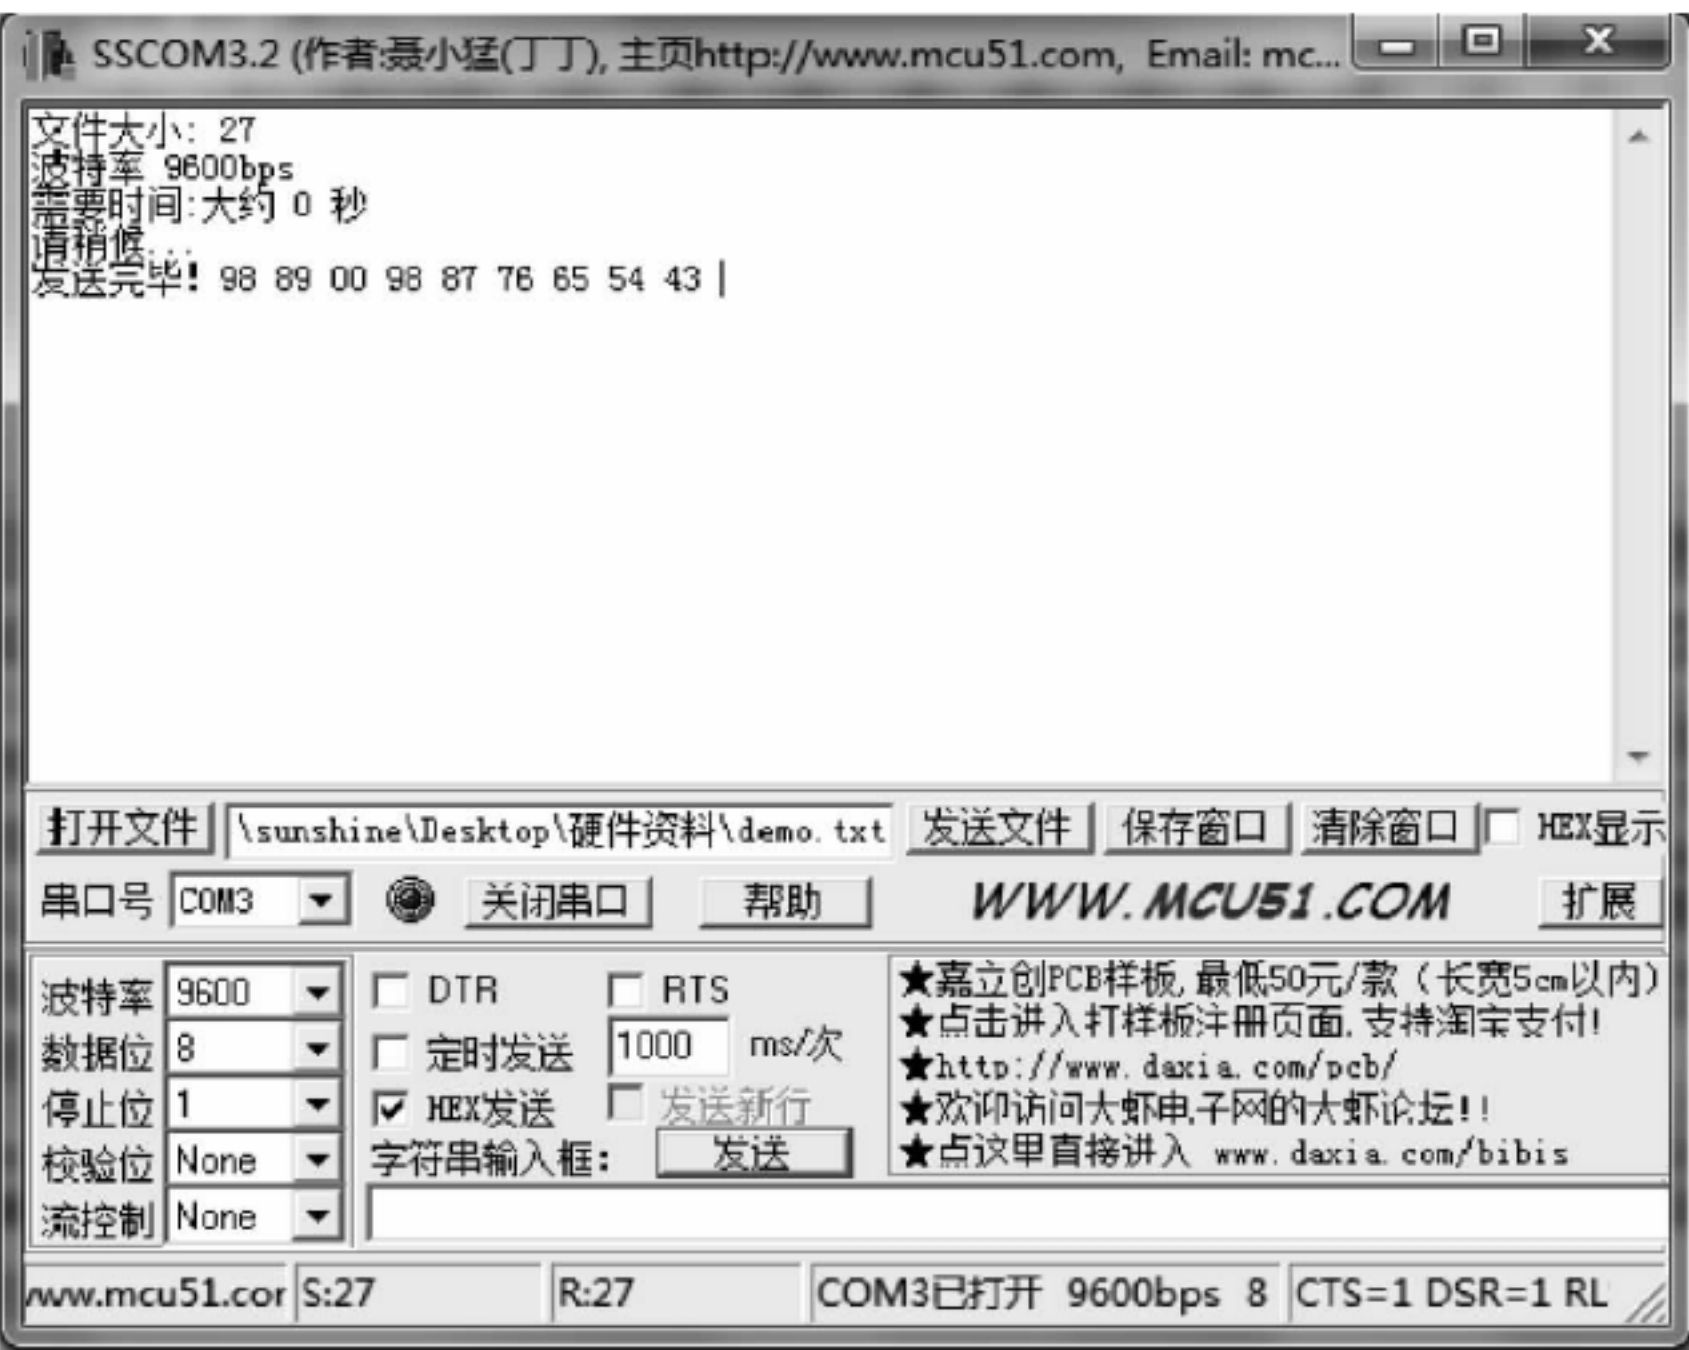 SSCOM3.2 (作者:聂小猛(丁丁), 主页http://www.mcu51.com, Email: mc...
文件大小: 27
波特率 9600bps
需要时间:大约 0 秒
请稍候...
发送完毕! 98 89 00 98 87 76 65 54 43
打开文件 \sunshine\Desktop\硬件资料\demo.txt 发送文件 保存窗口 清除窗口 HEX显示
串口号 COM3 关闭串口 帮助 WWW.MCU51.COM 扩展
波特率 9600 DTR RTS
数据位 8 定时发送 1000 ms/次
停止位 1 HEX发送 发送新行
校验位 None 字符串输入框: 发送
流控制 None
★嘉立创PCB样板,最低50元/款(长宽5cm以内)
★点击进入打样板注册页面,支持淘宝支付!
★http://www.daxia.com/pcb/
★欢迎访问大虾电子网的大虾论坛!!
★点这里直接进入 www.daxia.com/bibis
ww.mcu51.cor S:27 R:27 COM3已打开 9600bps 8 CTS=1 DSR=1 RL